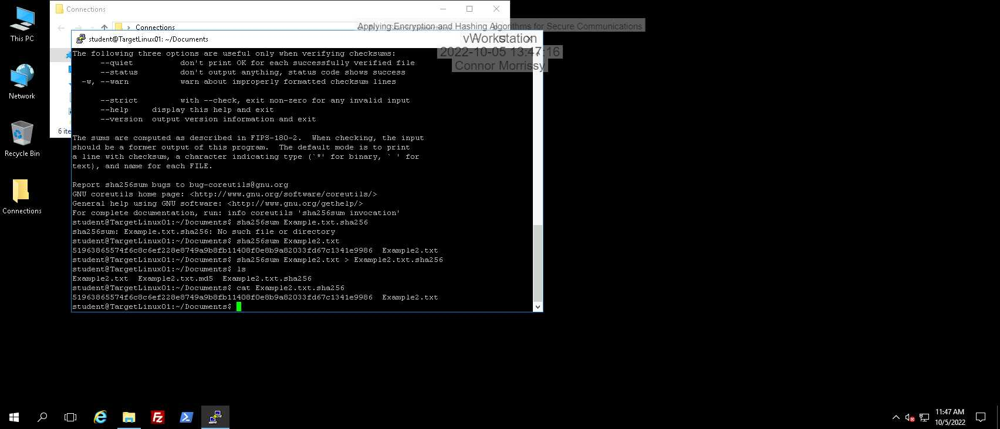 This PC
Network
Recycle Bin
Connections
Connections
Connections
6 ite
Applying Encryption and Hashing Algorithms for Secure Communications
vWorkstation
2022-10-05 13:47:16
Connor Morrissy
student@TargetLinux01: ~/Documents
The following three options are useful only when verifying checksums:
--quiet don't print OK for each successfully verified file
--status don't output anything, status code shows success
-w, --warn warn about improperly formatted checksum lines
--strict with --check, exit non-zero for any invalid input
--help display this help and exit
--version output version information and exit
The sums are computed as described in FIPS-180-2. When checking, the input
should be a former output of this program. The default mode is to print
a line with checksum, a character indicating type (`*' for binary, ` ' for
text), and name for each FILE.
Report sha256sum bugs to bug-coreutils@gnu.org
GNU coreutils home page: <http://www.gnu.org/software/coreutils/>
General help using GNU software: <http://www.gnu.org/gethelp/>
For complete documentation, run: info coreutils 'sha256sum invocation'
student@TargetLinux01:~/Documents$ sha256sum Example.txt.sha256
sha256sum: Example.txt.sha256: No such file or directory
student@TargetLinux01:~/Documents$ sha256sum Example2.txt
51963865574f6c8c6ef228e8749a9b8fb11408f0e8b9a82033fd67c1341e9986 Example2.txt
student@TargetLinux01:~/Documents$ sha256sum Example2.txt > Example2.txt.sha256
student@TargetLinux01:~/Documents$ ls
Example2.txt Example2.txt.md5 Example2.txt.sha256
student@TargetLinux01:~/Documents$ cat Example2.txt.sha256
51963865574f6c8c6ef228e8749a9b8fb11408f0e8b9a82033fd67c1341e9986 Example2.txt
student@TargetLinux01:~/Documents$
11:47 AM
10/5/2022